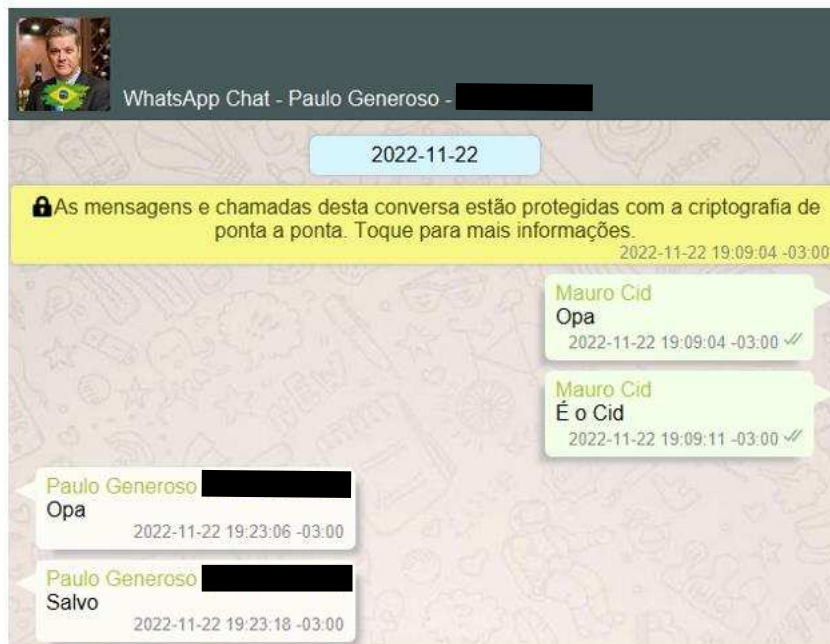 WhatsApp Chat - Paulo Generoso -
2022-11-22
As mensagens e chamadas desta conversa estão protegidas com a criptografia de
ponta a ponta. Toque para mais informações.
2022-11-22 19:09:04 -03:00
Mauro Cid
Opa
2022-11-22 19:09:04 -03:00
Mauro Cid
É o Cid
2022-11-22 19:09:11 -03:00
Paulo Generoso
Opa
2022-11-22 19:23:06 -03:00
Paulo Generoso
Salvo
2022-11-22 19:23:18 -03:00